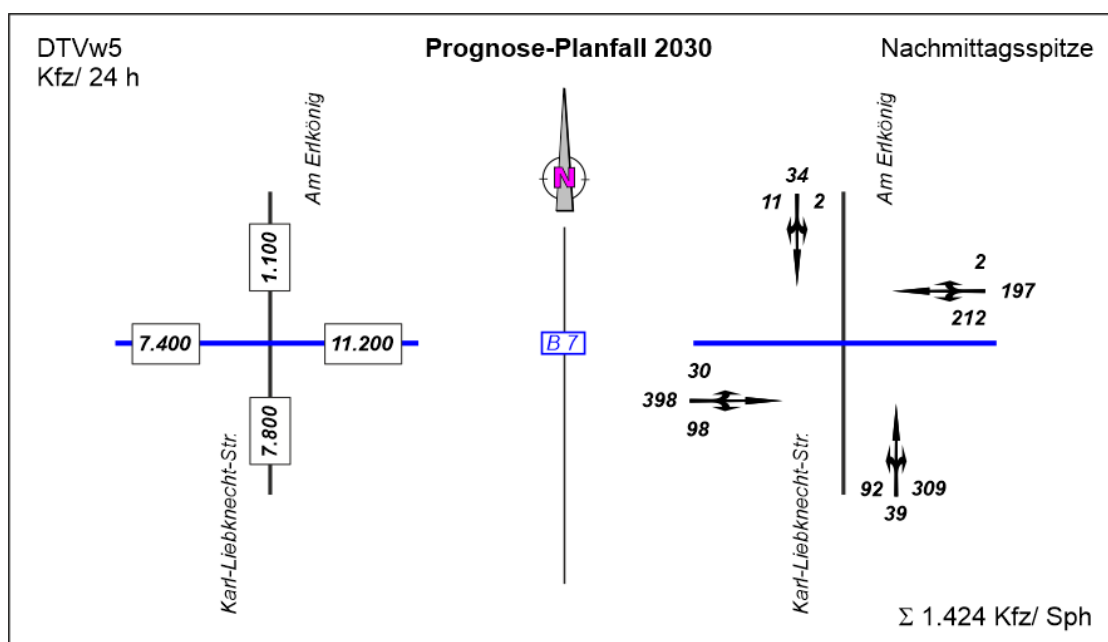 DTVw5
Kfz/ 24 h
Prognose-Planfall 2030
Nachmittagsspitze
Am Erlkönig
1.100
7.400
11.200
7.800
Karl-Liebknecht-Str.
N
B 7
Am Erlkönig
34
11 2
2
197
212
30
398
98
92 309
39
Karl-Liebknecht-Str.
Σ 1.424 Kfz/ Sph